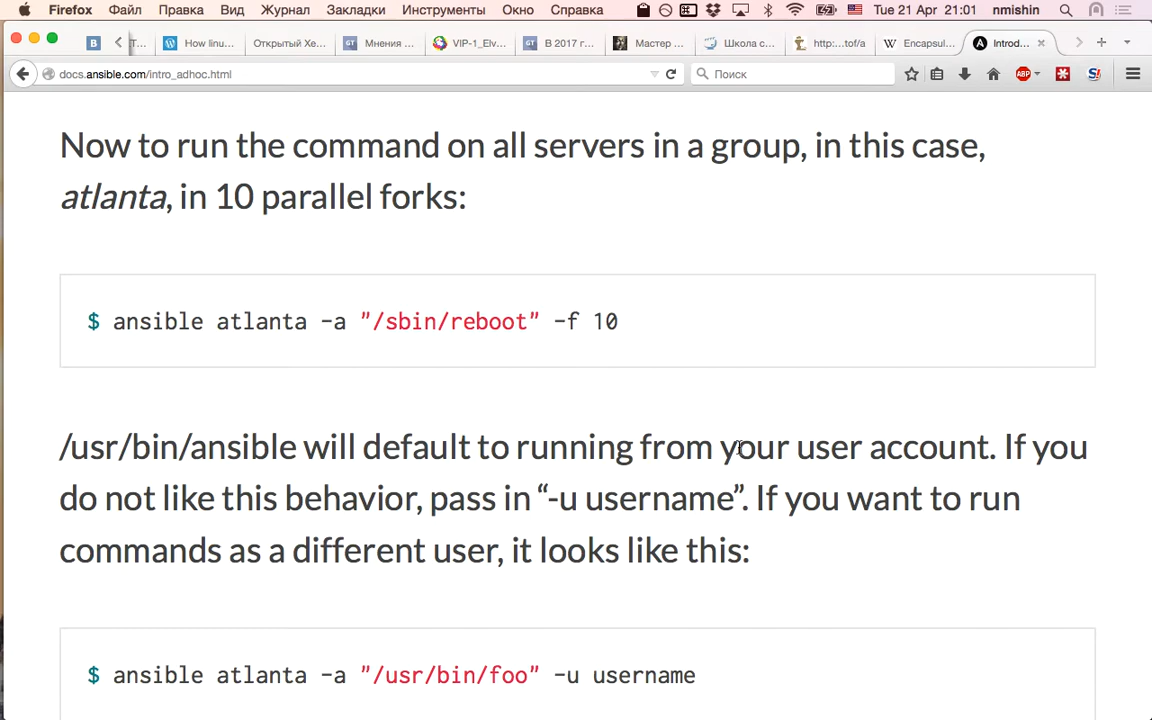 Firefox Файл Правка Вид Журнал Закладки Инструменты Окно Справка Tue 21 Apr 21:01 nmishin
B T... How linu... Открытый Хе... GT Мнения ... VIP-1_Elv... GT В 2017 г... Мастер ... Школа с... http:...tof/a W Encapsul... A Introd...
docs.ansible.com/intro_adhoc.html Поиск ABP S!
Now to run the command on all servers in a group, in this case,
atlanta, in 10 parallel forks:
$ ansible atlanta -a "/sbin/reboot" -f 10
/usr/bin/ansible will default to running from your user account. If you
do not like this behavior, pass in “-u username”. If you want to run
commands as a different user, it looks like this:
$ ansible atlanta -a "/usr/bin/foo" -u username